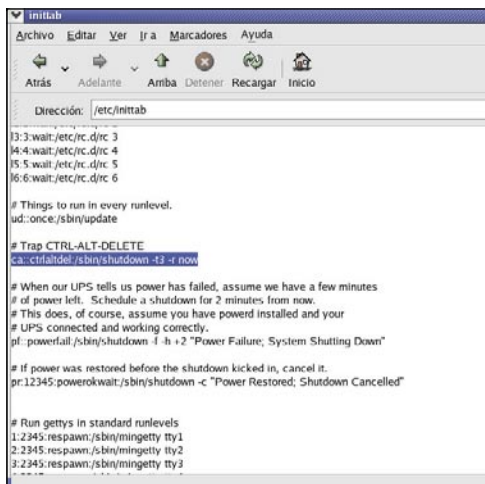 inittab
Archivo Editar Ver Ir a Marcadores Ayuda
Atrás Adelante Arriba Detener Recargar Inicio
Dirección: /etc/inittab
l3:3:wait:/etc/rc.d/rc 3
l4:4:wait:/etc/rc.d/rc 4
l5:5:wait:/etc/rc.d/rc 5
l6:6:wait:/etc/rc.d/rc 6
# Things to run in every runlevel.
ud::once:/sbin/update
# Trap CTRL-ALT-DELETE
ca::ctrlaltdel:/sbin/shutdown -t3 -r now
# When our UPS tells us power has failed, assume we have a few minutes
# of power left. Schedule a shutdown for 2 minutes from now.
# This does, of course, assume you have powerd installed and your
# UPS connected and working correctly.
pf::powerfail:/sbin/shutdown -f -h +2 "Power Failure; System Shutting Down"
# If power was restored before the shutdown kicked in, cancel it.
pr:12345:powerokwait:/sbin/shutdown -c "Power Restored; Shutdown Cancelled"
# Run gettys in standard runlevels
1:2345:respawn:/sbin/mingetty tty1
2:2345:respawn:/sbin/mingetty tty2
3:2345:respawn:/sbin/mingetty tty3